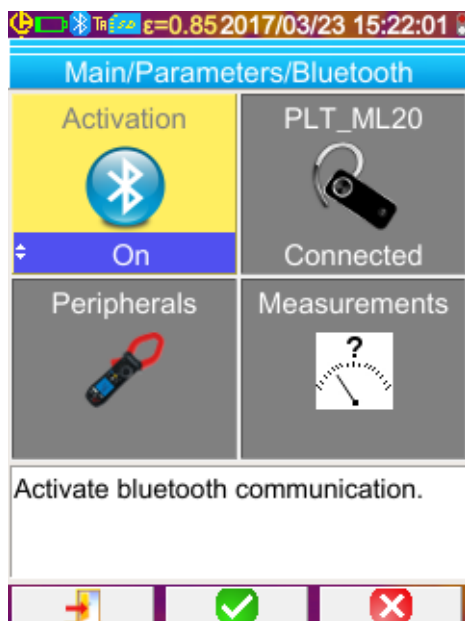 ε=0.85 2017/03/23 15:22:01
Main/Parameters/Bluetooth
Activation
PLT_ML20
On
Connected
Peripherals
Measurements
?
Activate bluetooth communication.